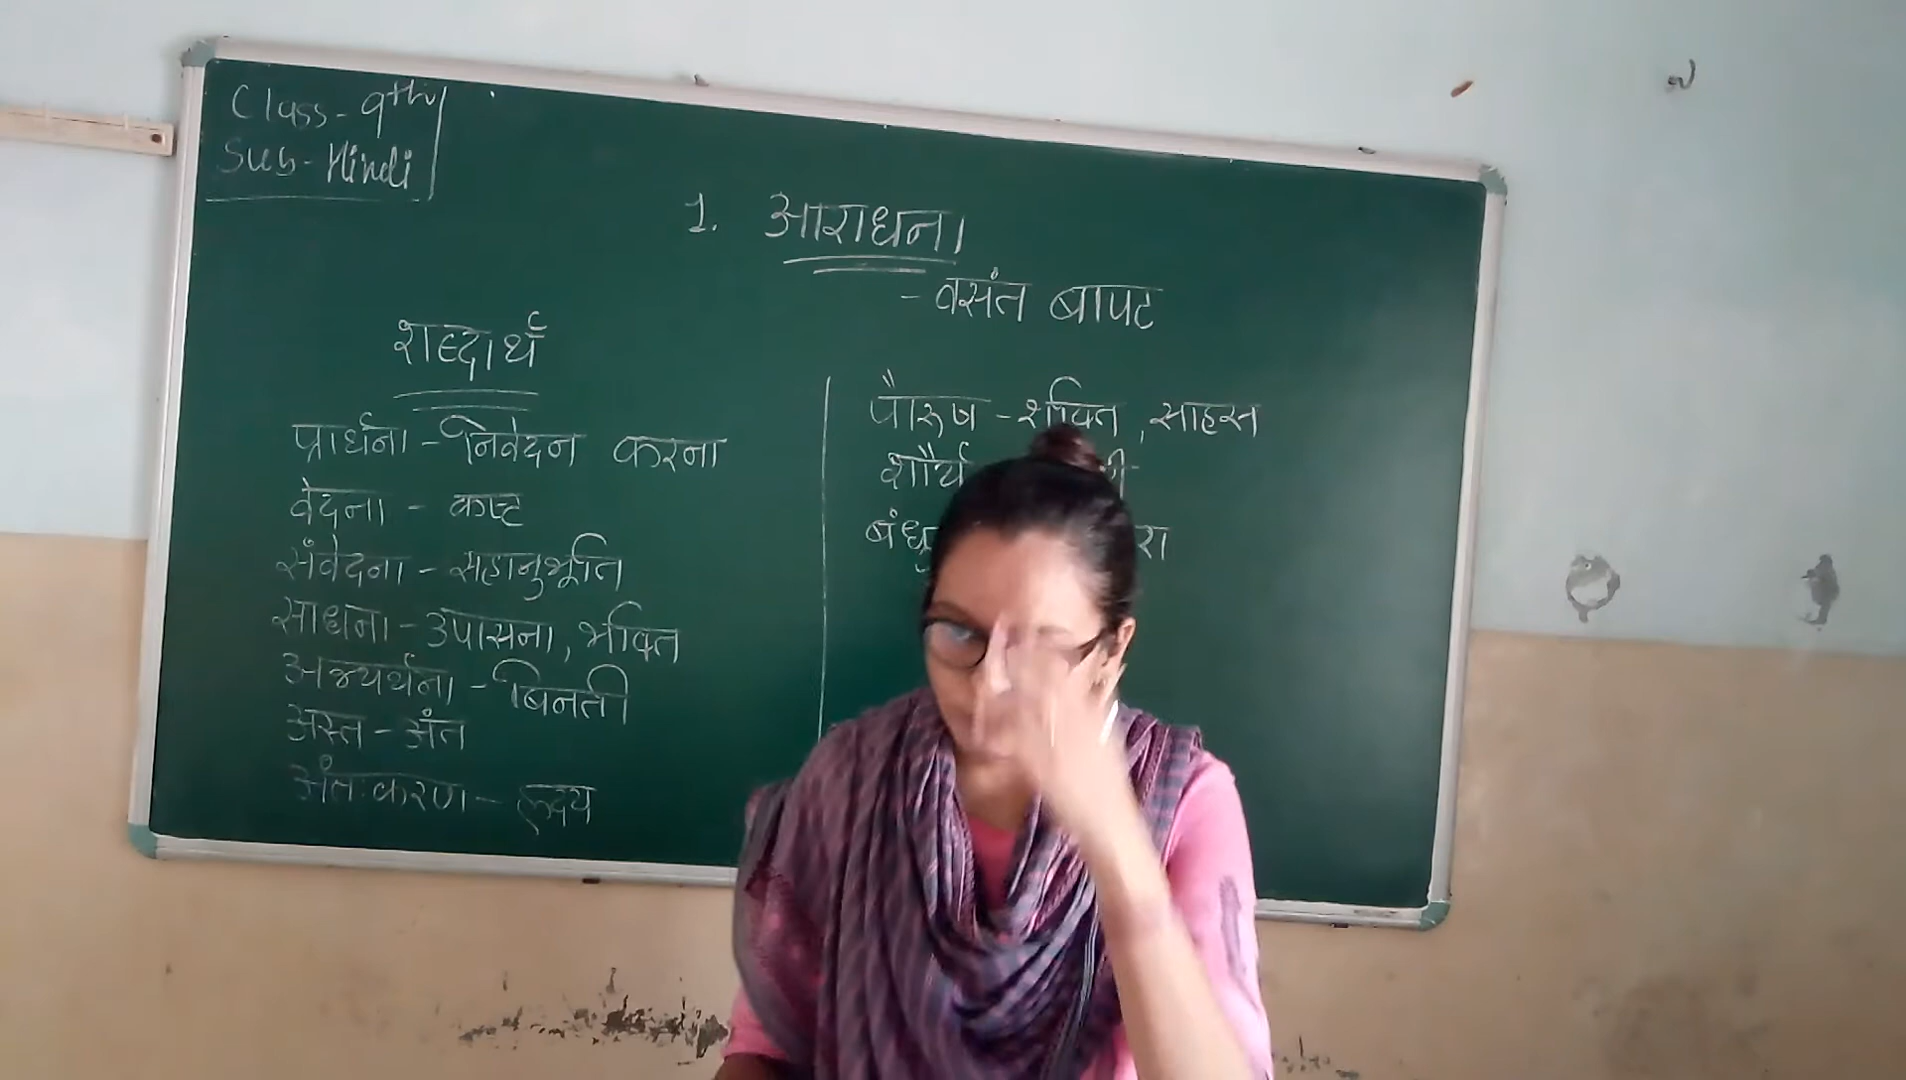 Class - 9th
Sub - Hindi
1. आराधना
- वसंत बापट
शब्दार्थ
प्रार्थना - निवेदन करना
वेदना - कष्ट
संवेदना - सहानुभूति
साधना - उपासना, भक्ति
अभ्यर्थना - बिनती
अस्त - अंत
अंतःकरण - हृदय
पौरुष - शक्ति, साहस
शौर्य